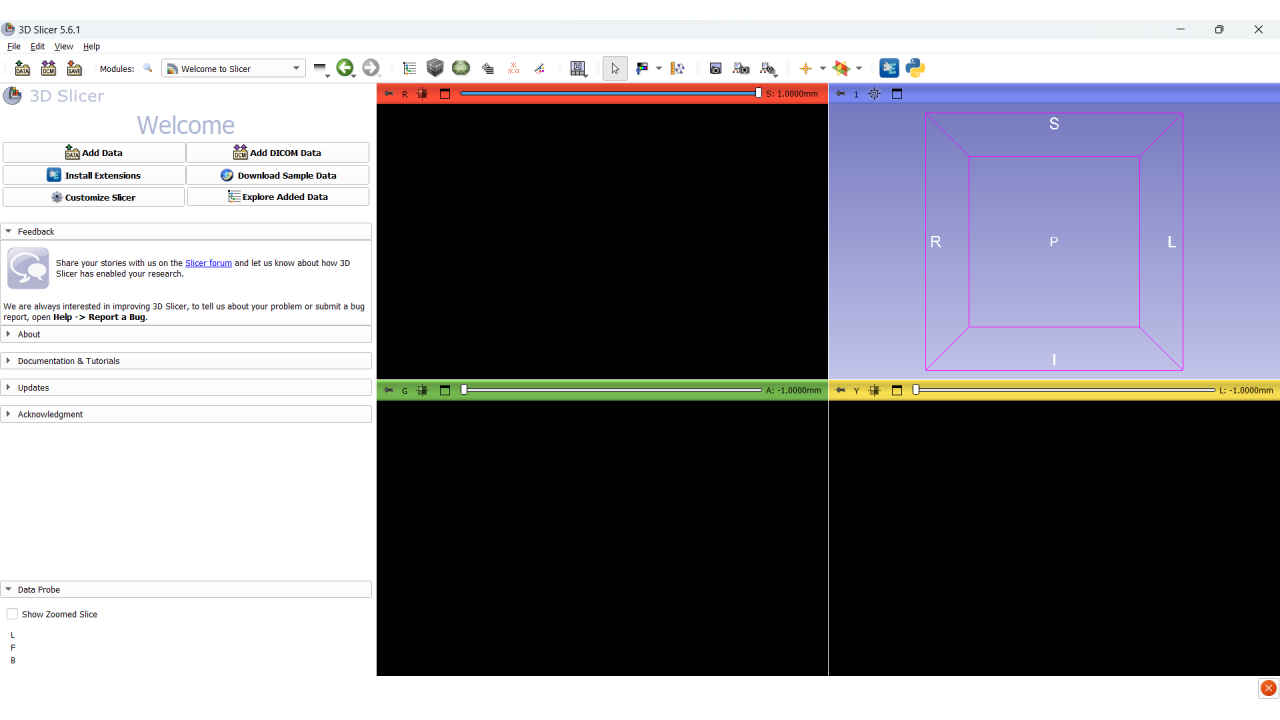 3D Slicer 5.6.1
File Edit View Help
DATA DCM SAVE Modules: Welcome to Slicer
3D Slicer
Welcome
Add Data Add DICOM Data
Install Extensions Download Sample Data
Customize Slicer Explore Added Data
Feedback
Share your stories with us on the Slicer forum and let us know about how 3D
Slicer has enabled your research.
We are always interested in improving 3D Slicer, to tell us about your problem or submit a bug
report, open Help -> Report a Bug.
About
Documentation & Tutorials
Updates
Acknowledgment
Data Probe
Show Zoomed Slice
L
F
B
R S: 1.0000mm
1
S
R P L
I
G A: -1.0000mm
Y L: -1.0000mm